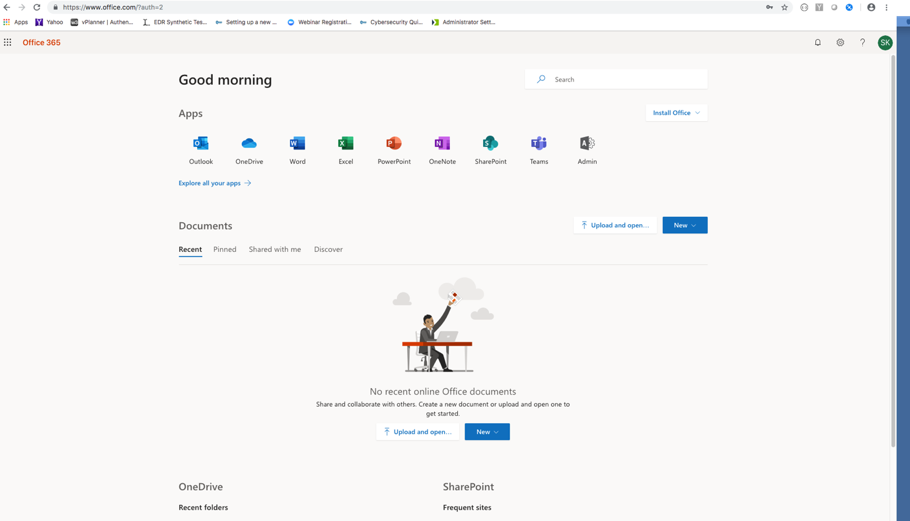 https://www.office.com/?auth=2
Apps Yahoo vPlanner | Authen... EDR Synthetic Tes... Setting up a new ... Webinar Registrati... Cybersecurity Qui... Administrator Sett...
Office 365 ? SK
Good morning
Search
Apps
Install Office
Outlook OneDrive Word Excel PowerPoint OneNote SharePoint Teams Admin
Explore all your apps →
Documents
Upload and open... New
Recent Pinned Shared with me Discover
No recent online Office documents
Share and collaborate with others. Create a new document or upload and open one to
get started.
Upload and open... New
OneDrive SharePoint
Recent folders Frequent sites